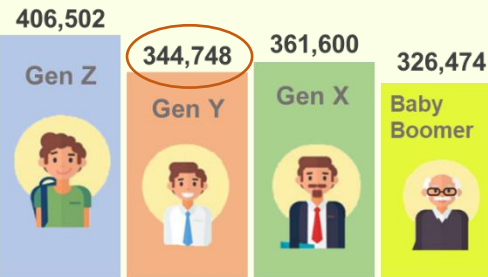 406,502
Gen Z
344,748
Gen Y
361,600
Gen X
326,474
Baby
Boomer